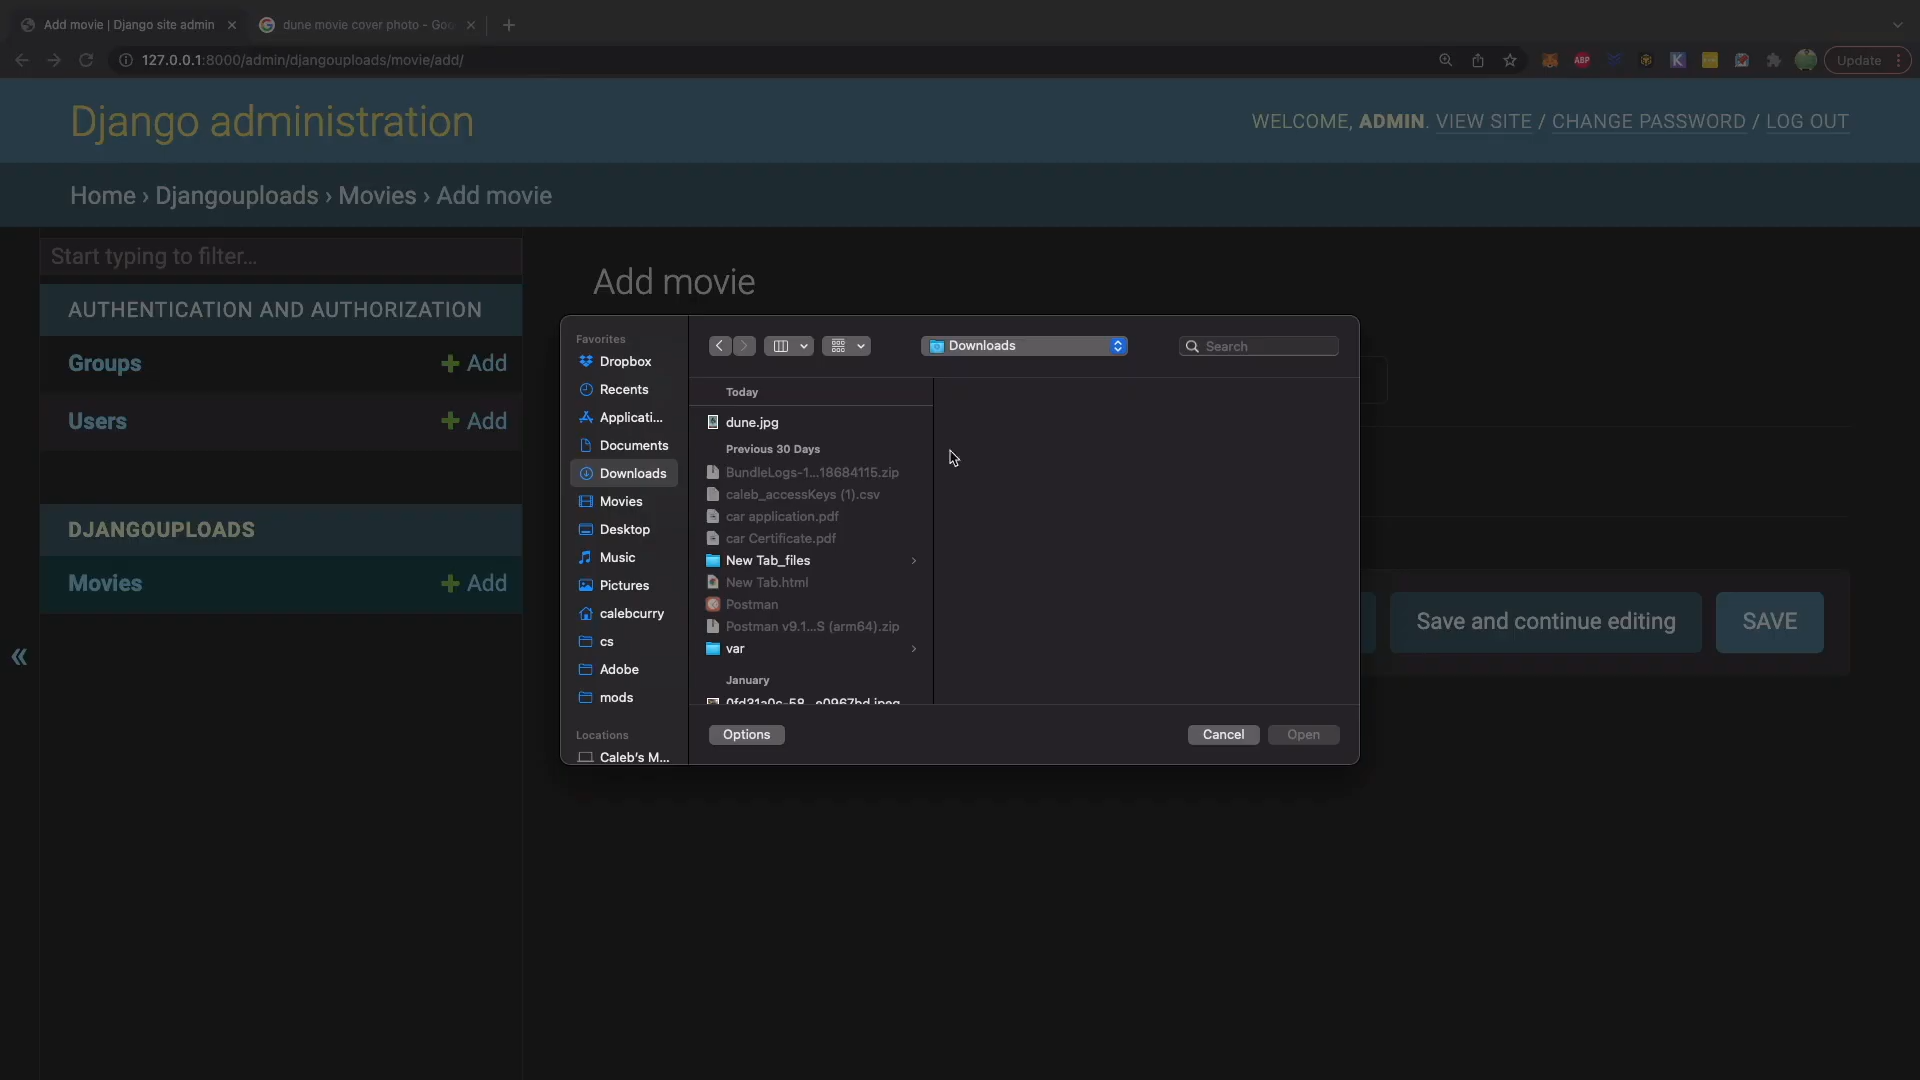 Add movie | Django site admin
dune movie cover photo - Goo
127.0.0.1:8000/admin/djangouploads/movie/add/
ABP
K
Update
Django administration
WELCOME, ADMIN. VIEW SITE / CHANGE PASSWORD / LOG OUT
Home › Djangouploads › Movies › Add movie
Start typing to filter...
AUTHENTICATION AND AUTHORIZATION
Groups + Add
Users + Add
DJANGOUPLOADS
Movies + Add
«
Add movie
Save and continue editing
SAVE
Favorites
Dropbox
Recents
Applicati...
Documents
Downloads
Movies
Desktop
Music
Pictures
calebcurry
cs
Adobe
mods
Locations
Caleb's M...
Downloads
Search
Today
dune.jpg
Previous 30 Days
BundleLogs-1...18684115.zip
caleb_accessKeys (1).csv
car application.pdf
car Certificate.pdf
New Tab_files
New Tab.html
Postman
Postman v9.1...S (arm64).zip
var
January
0fd31a0c-58...e0967bd.jpeg
Options
Cancel
Open